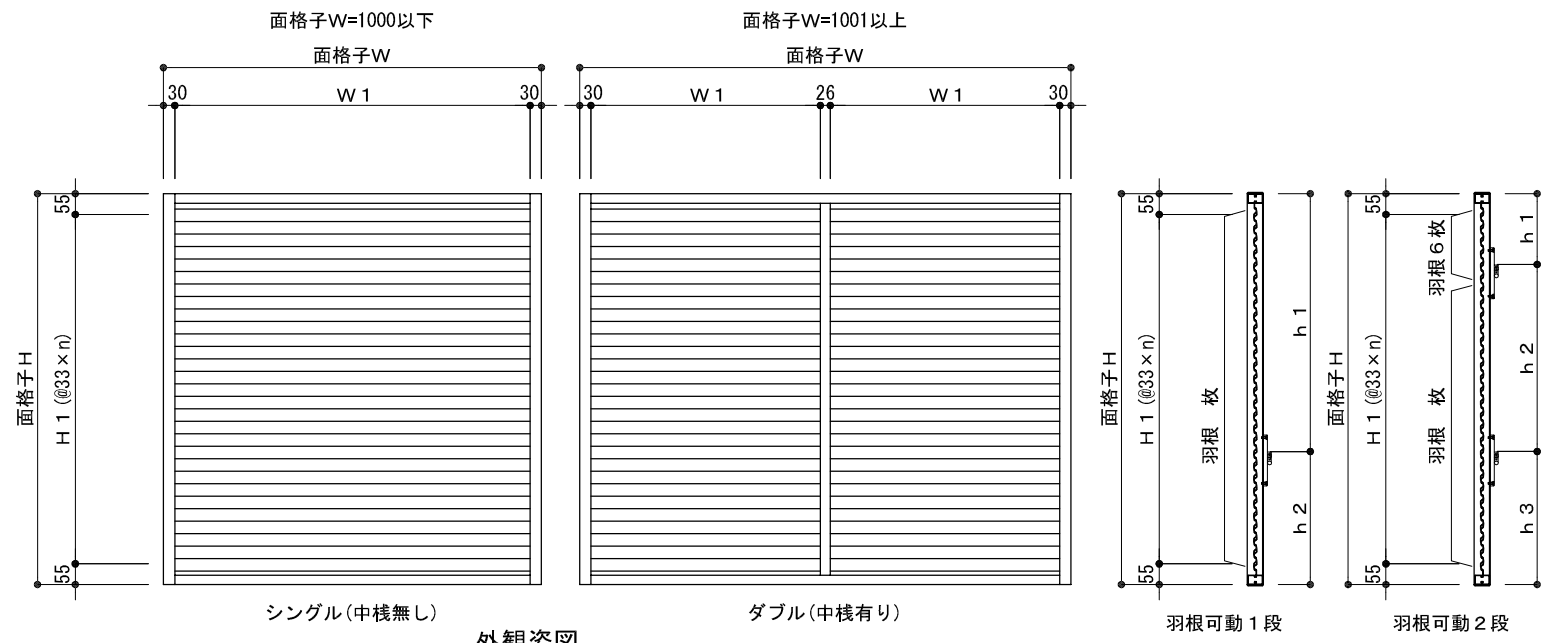 面格子W=1000以下
面格子W=1001以上
面格子W
面格子W
30
W1
30
30
W1
26
W1
30
55
面格子H
H1(@33×n)
55
55
面格子H
H1(@33×n)
羽根 枚
h1
h2
55
55
面格子H
H1(@33×n)
羽根6枚
羽根 枚
h1
h2
h3
55
シングル(中桟無し)
ダブル(中桟有り)
羽根可動1段
羽根可動2段
外観姿図